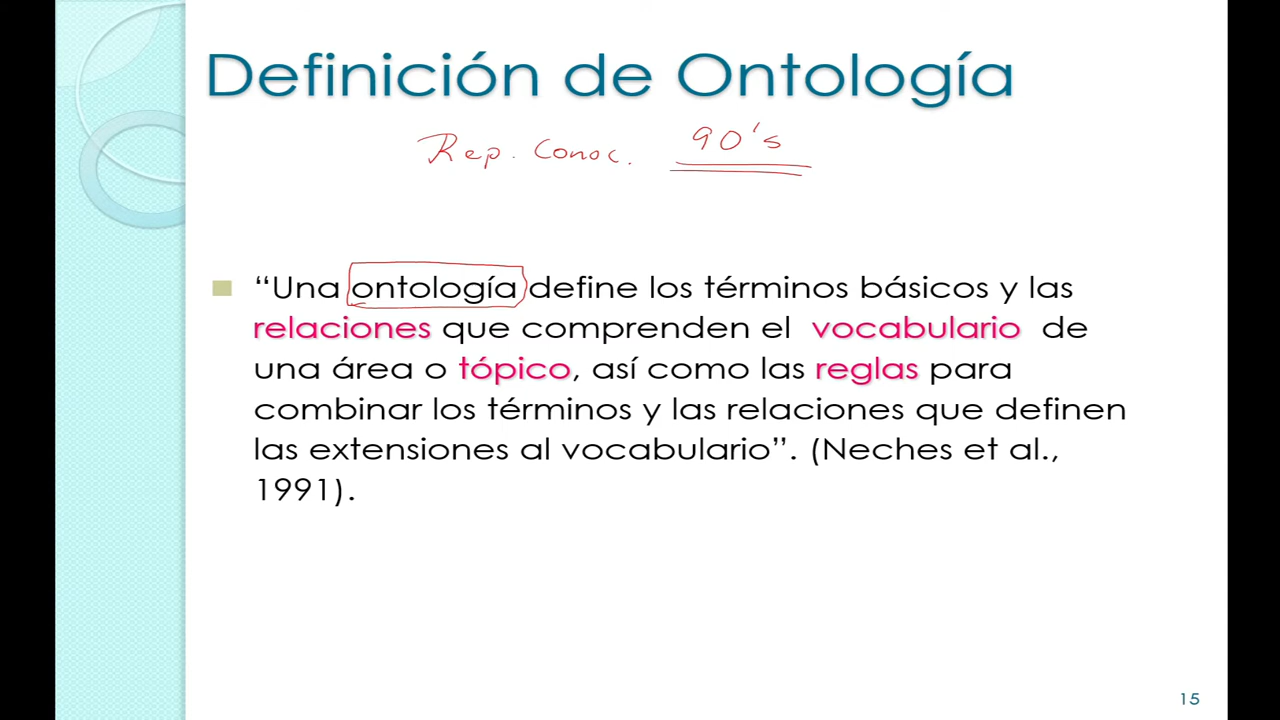 Definición de Ontología
Rep. Conoc. 90's
“Una ontología define los términos básicos y las
relaciones que comprenden el vocabulario de
una área o tópico, así como las reglas para
combinar los términos y las relaciones que definen
las extensiones al vocabulario”. (Neches et al.,
1991).
15